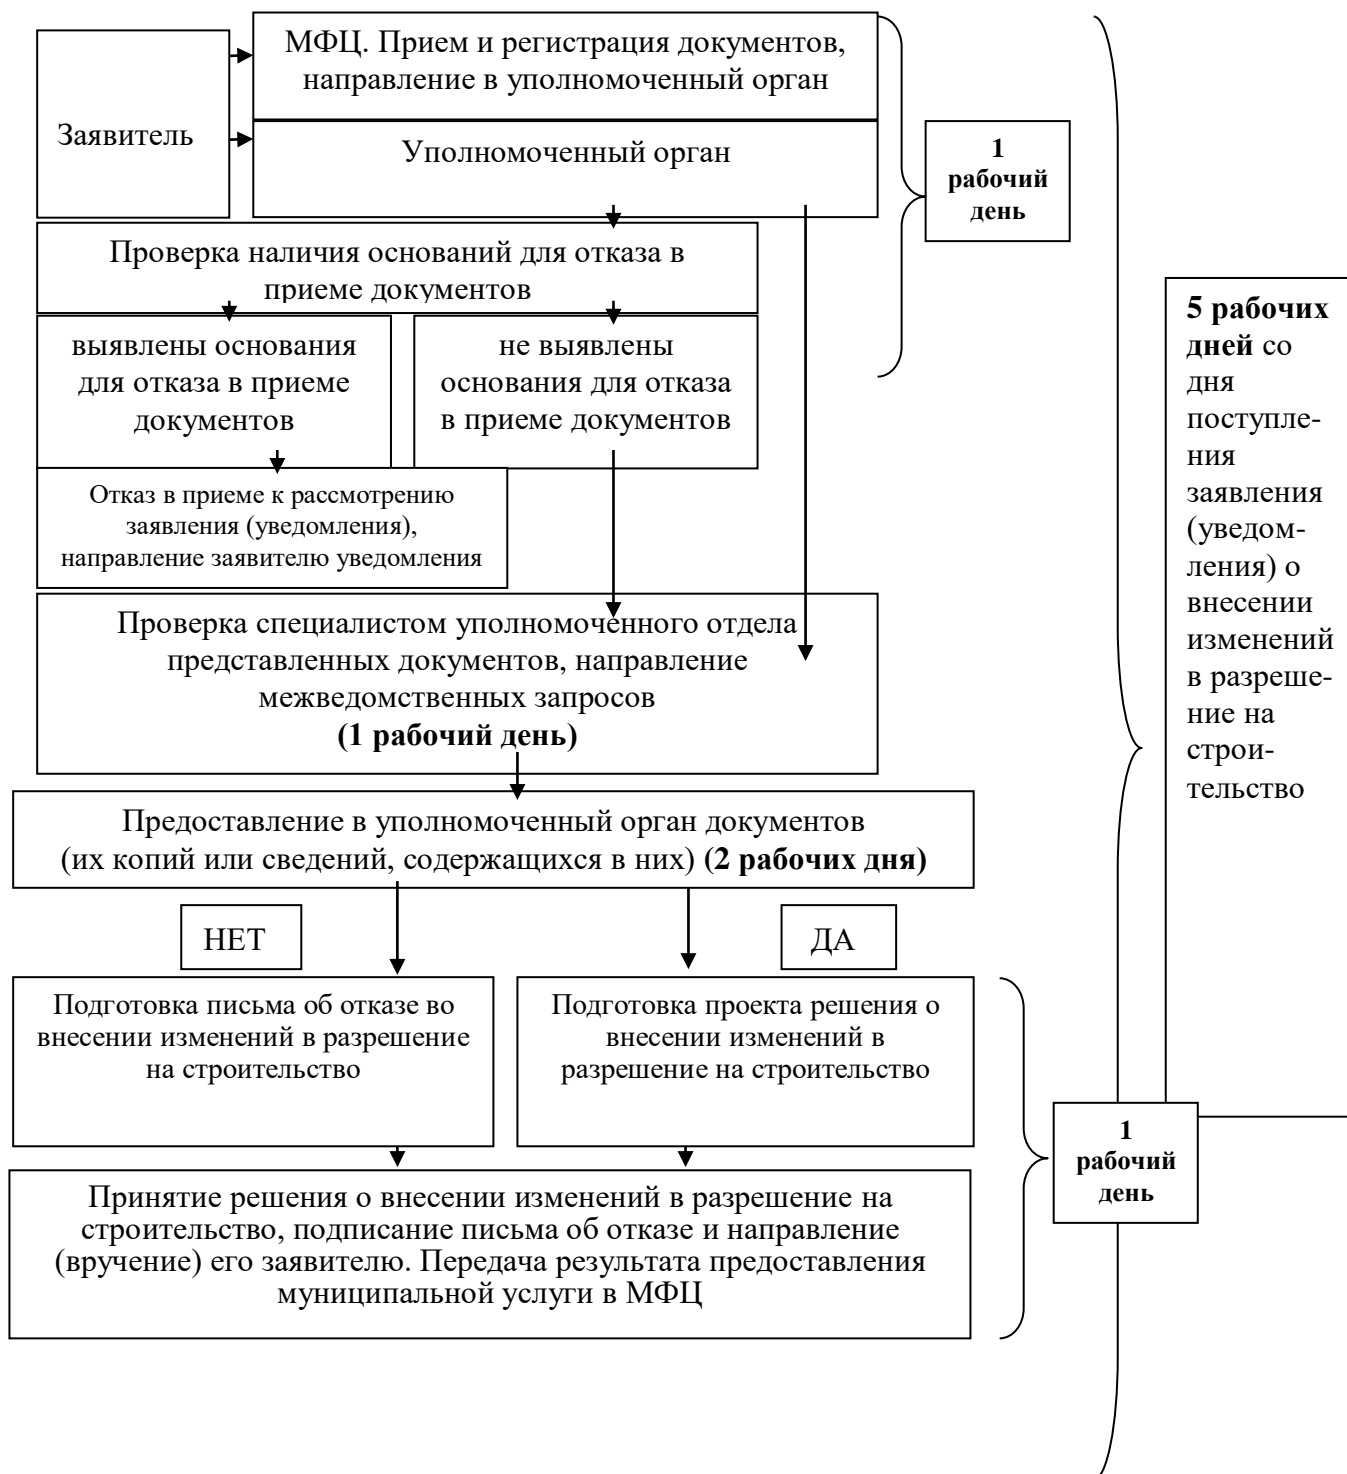 МФЦ. Прием и регистрация документов,
направление в уполномоченный орган
Заявитель
Уполномоченный орган
1
рабочий
день
Проверка наличия оснований для отказа в
приеме документов
выявлены основания
для отказа в приеме
документов
не выявлены
основания для отказа
в приеме документов
Отказ в приеме к рассмотрению
заявления (уведомления),
направление заявителю уведомления
5 рабочих
дней со
дня
поступле-
ния
заявления
(уведом-
ления) о
внесении
изменений
в разреше-
ние на
строи-
тельство
Проверка специалистом уполномоченного отдела
представленных документов, направление
межведомственных запросов
(1 рабочий день)
Предоставление в уполномоченный орган документов
(их копий или сведений, содержащихся в них) (2 рабочих дня)
НЕТ
ДА
Подготовка письма об отказе во
внесении изменений в разрешение
на строительство
Подготовка проекта решения о
внесении изменений в
разрешение на строительство
1
рабочий
день
Принятие решения о внесении изменений в разрешение на
строительство, подписание письма об отказе и направление
(вручение) его заявителю. Передача результата предоставления
муниципальной услуги в МФЦ